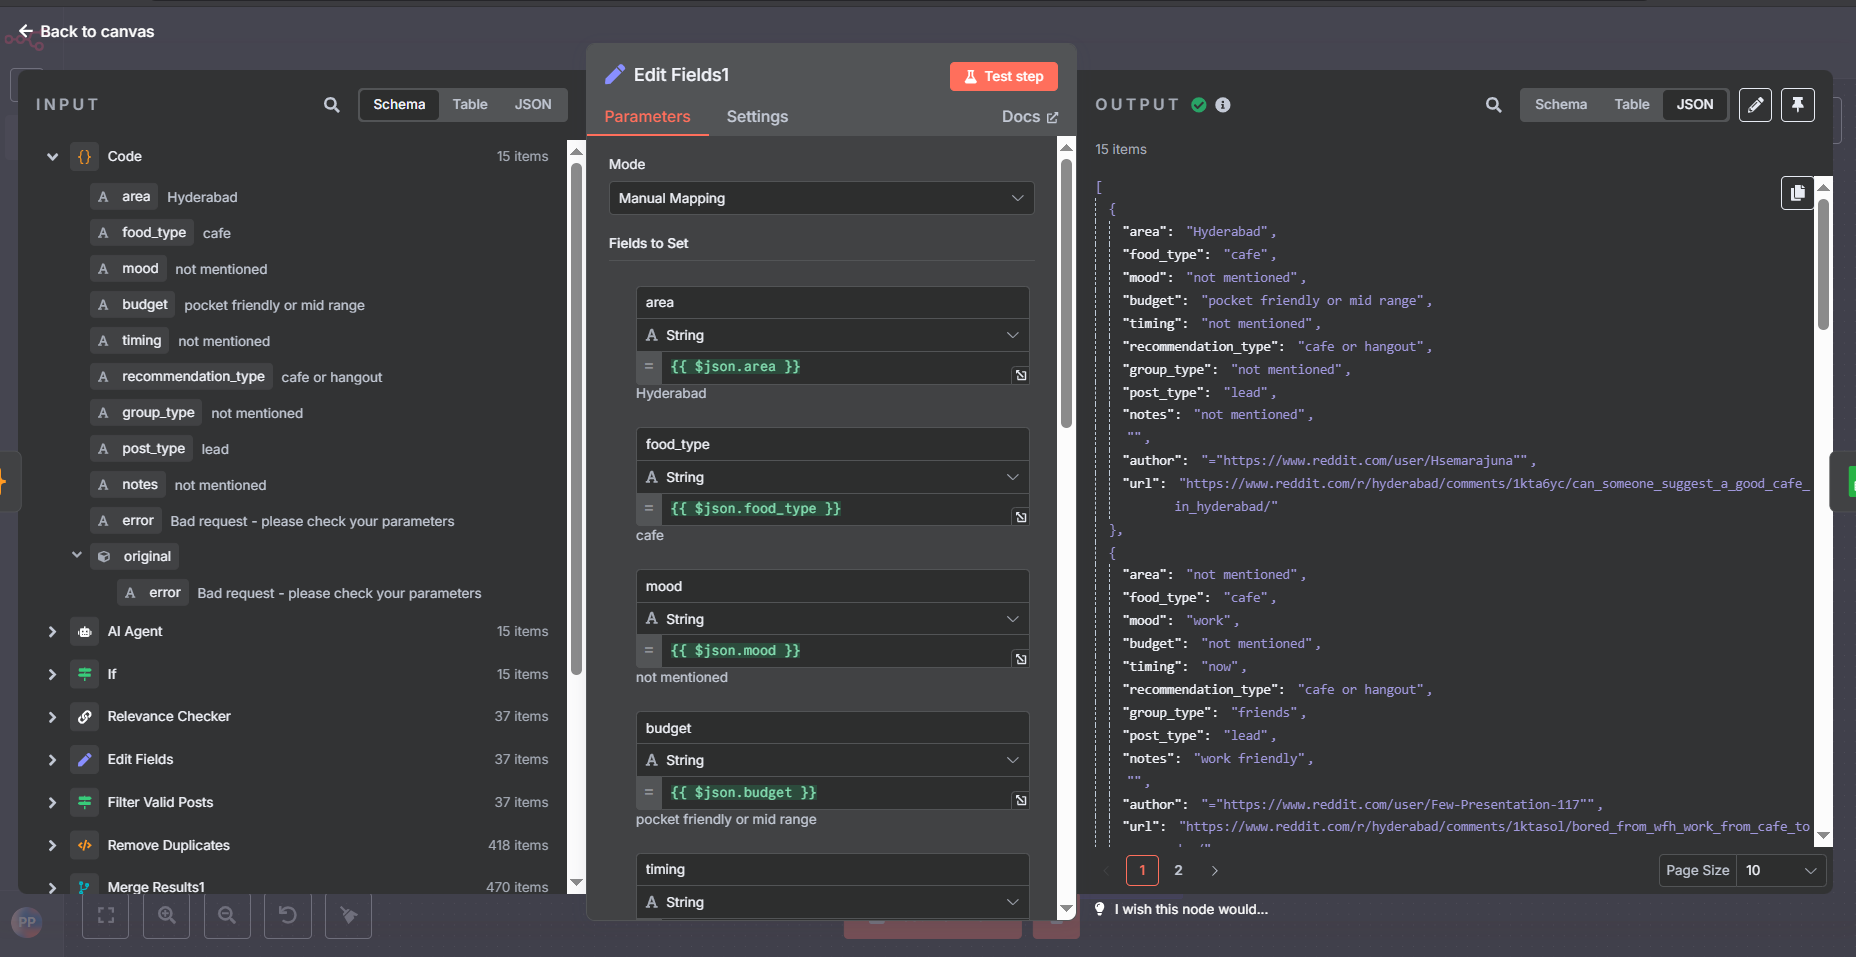 Back to canvas
INPUT
Schema
Table
JSON
Code
15 items
A area Hyderabad
A food_type cafe
A mood not mentioned
A budget pocket friendly or mid range
A timing not mentioned
A recommendation_type cafe or hangout
A group_type not mentioned
A post_type lead
A notes not mentioned
A error Bad request - please check your parameters
original
A error Bad request - please check your parameters
AI Agent 15 items
If 15 items
Relevance Checker 37 items
Edit Fields 37 items
Filter Valid Posts 37 items
Remove Duplicates 418 items
Merge Results1 470 items
PP
Edit Fields1
Test step
Parameters
Settings
Docs
Mode
Manual Mapping
Fields to Set
area
A String
= {{ $json.area }}
Hyderabad
food_type
A String
= {{ $json.food_type }}
cafe
mood
A String
= {{ $json.mood }}
not mentioned
budget
A String
= {{ $json.budget }}
pocket friendly or mid range
timing
A String
OUTPUT
Schema
Table
JSON
15 items
[
{
"area": "Hyderabad",
"food_type": "cafe",
"mood": "not mentioned",
"budget": "pocket friendly or mid range",
"timing": "not mentioned",
"recommendation_type": "cafe or hangout",
"group_type": "not mentioned",
"post_type": "lead",
"notes": "not mentioned",
"",
"author": "="https://www.reddit.com/user/Hsemarajuna"",
"url": "https://www.reddit.com/r/hyderabad/comments/1kta6yc/can_someone_suggest_a_good_cafe_
in_hyderabad/"
},
{
"area": "not mentioned",
"food_type": "cafe",
"mood": "work",
"budget": "not mentioned",
"timing": "now",
"recommendation_type": "cafe or hangout",
"group_type": "friends",
"post_type": "lead",
"notes": "work friendly",
"",
"author": "="https://www.reddit.com/user/Few-Presentation-117"",
"url": "https://www.reddit.com/r/hyderabad/comments/1ktasol/bored_from_wfh_work_from_cafe_to
1
2
Page Size
10
I wish this node would...